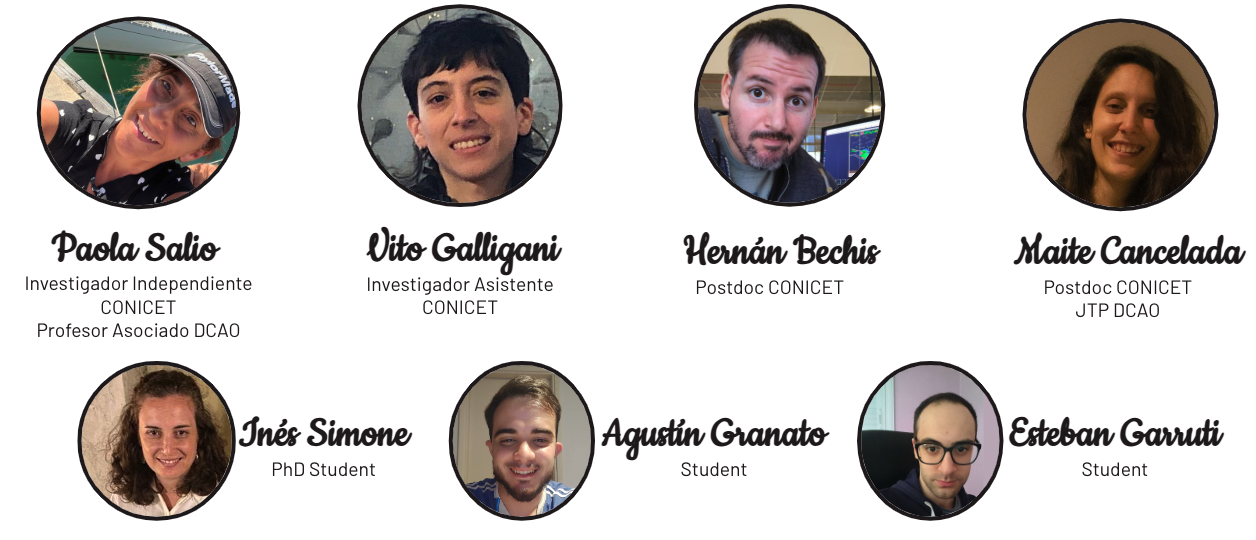 Paola Salio
Investigador Independiente
CONICET
Profesor Asociado DCAO
Vito Galligani
Investigador Asistente
CONICET
Hernán Bechis
Postdoc CONICET
Maite Cancelada
Postdoc CONICET
JTP DCAO
Inés Simone
PhD Student
Agustín Granato
Student
Esteban Garruti
Student
TaylorMade